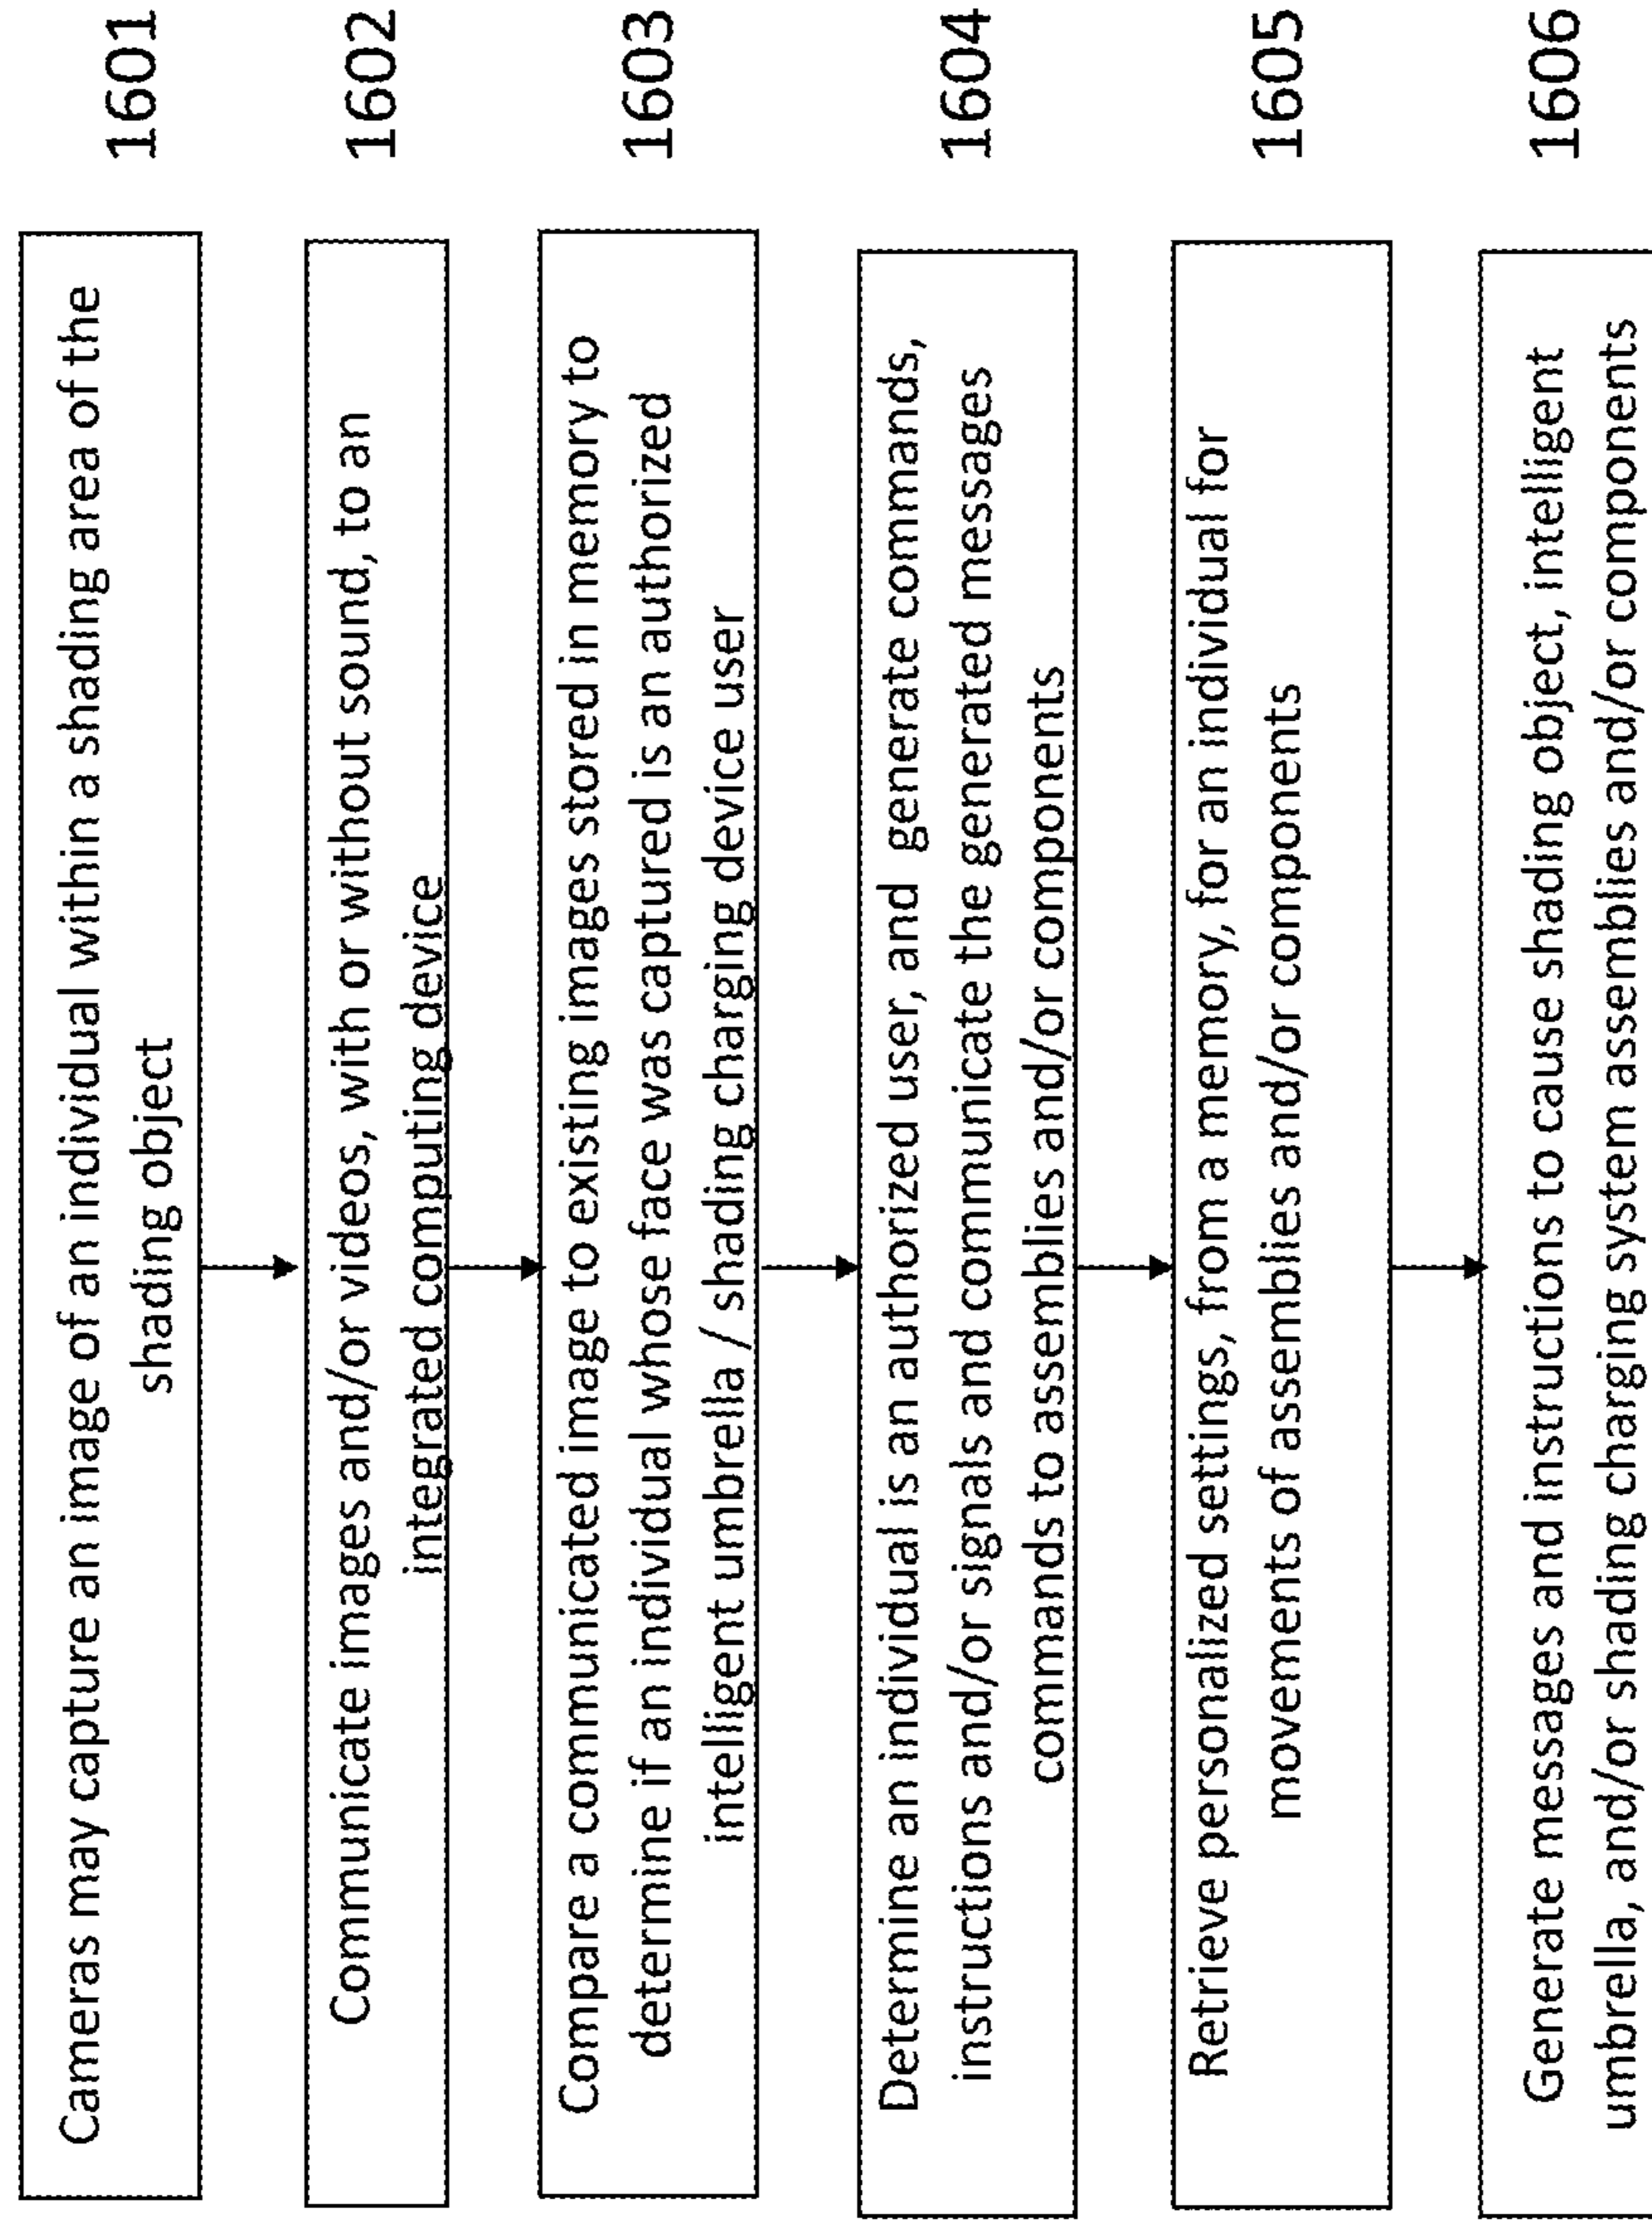 Cameras may capture an image of an individual within a shading area of the
shading object
1601
Communicate images and/or videos, with or without sound, to an
integrated computing device
1602
Compare a communicated image to existing images stored in memory to
determine if an individual whose face was captured is an authorized
intelligent umbrella / shading charging device user
1603
Determine an individual is an authorized user, and generate commands,
instructions and/or signals and communicate the generated messages
commands to assemblies and/or components
1604
Retrieve personalized settings, from a memory, for an individual for
movements of assemblies and/or components
1605
Generate messages and instructions to cause shading object, intelligent
umbrella, and/or shading charging system assemblies and/or components
1606